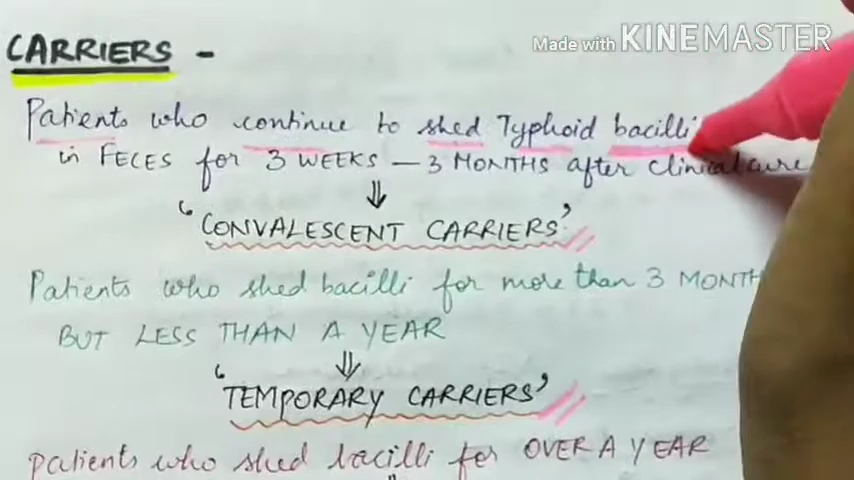 CARRIERS -
Made with KINEMASTER
Patients who continue to shed Typhoid bacilli
in FECES for 3 WEEKS — 3 MONTHS after clinical cure
⇓
'CONVALESCENT CARRIERS'
Patients who shed bacilli for more than 3 MONTH
BUT LESS THAN A YEAR
⇓
'TEMPORARY CARRIERS'
Patients who shed bacilli for OVER A YEAR